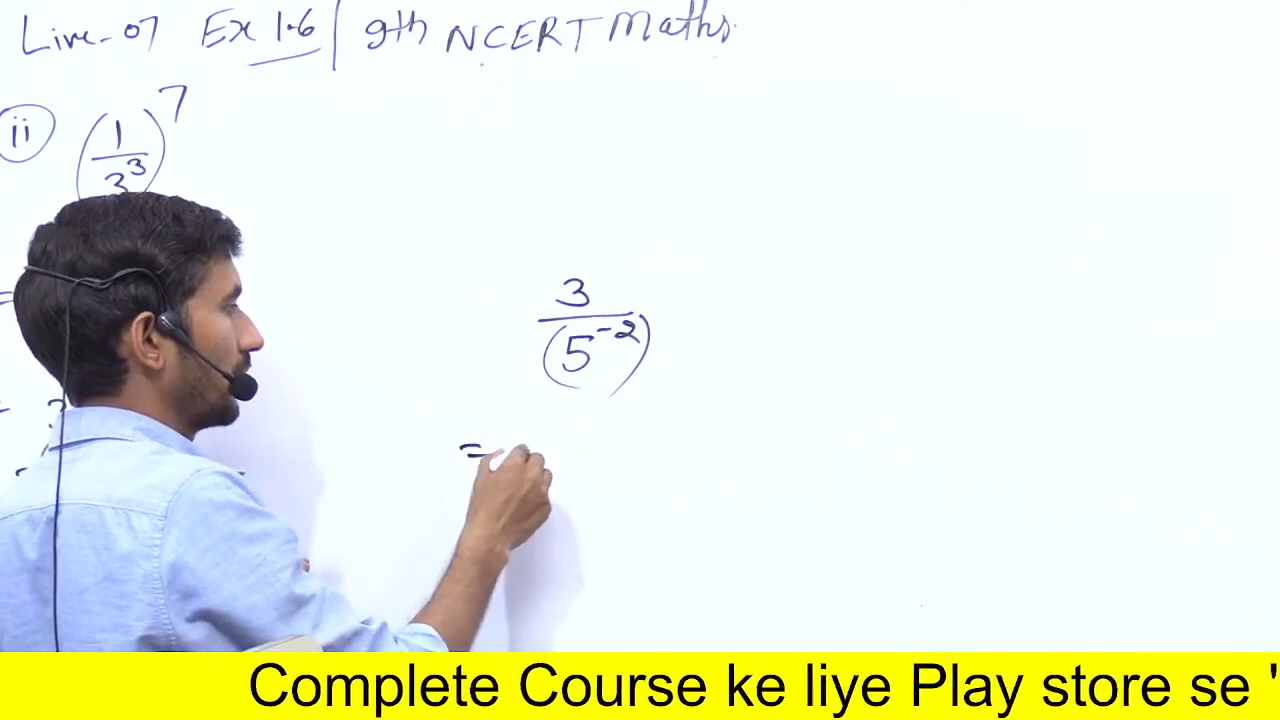 Live-07 Ex 1.6 | 9th NCERT Maths.
ii (1/3³)⁷
3/(5⁻²)
=
Complete Course ke liye Play store se '